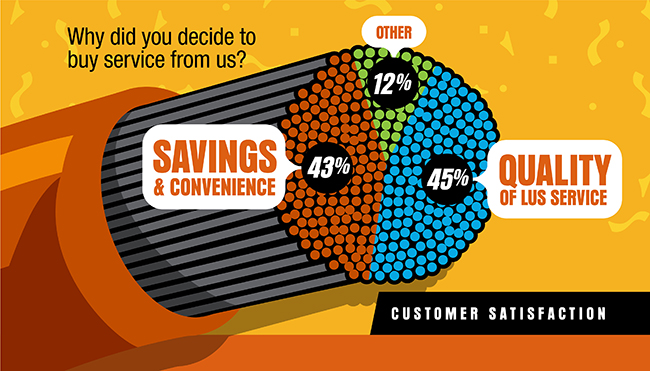 Why did you decide to
buy service from us?
OTHER
12%
SAVINGS
& CONVENIENCE
43%
45%
QUALITY
OF LUS SERVICE
CUSTOMER SATISFACTION